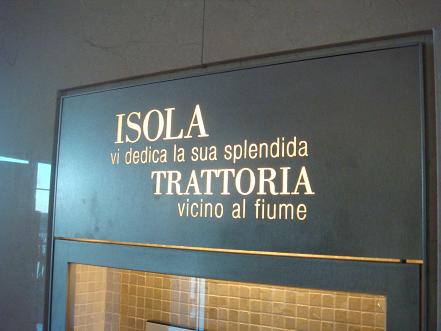 ISOLA
vi dedica la sua splendida
TRATTORIA
vicino al fiume